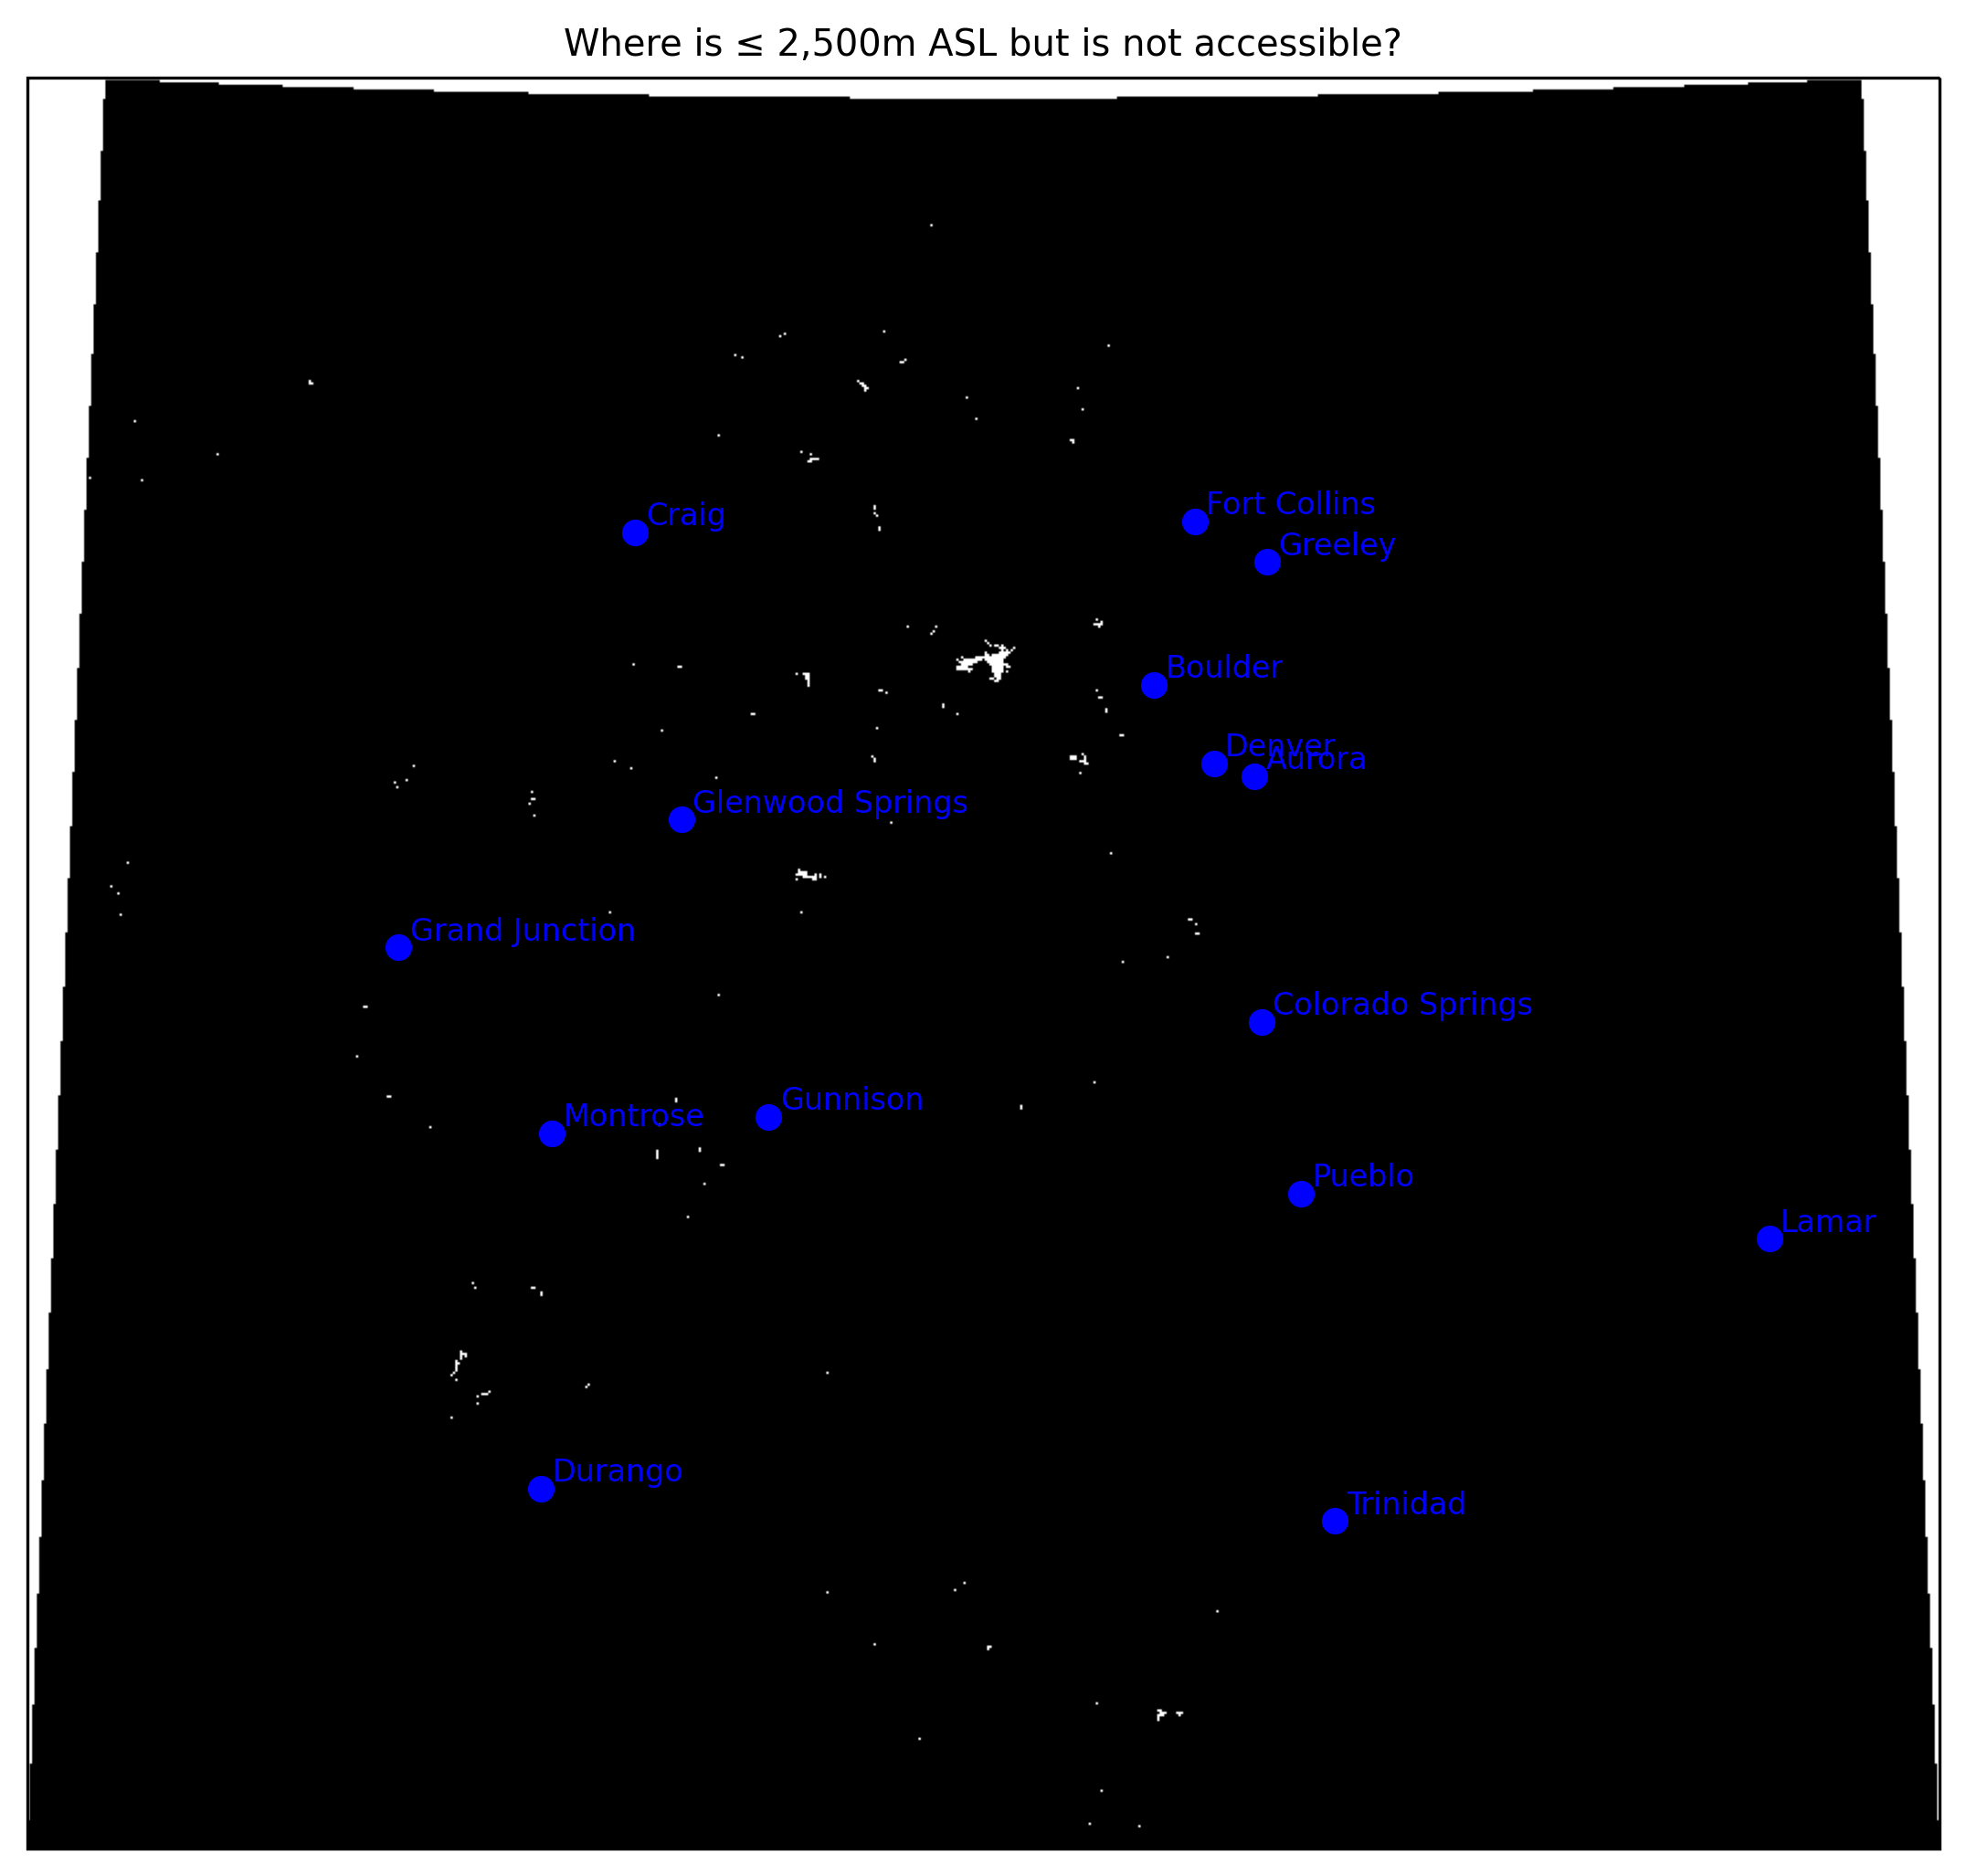 Where is ≤ 2,500m ASL but is not accessible?
Fort Collins
Craig
Greeley
Boulder
Denver
Aurora
Glenwood Springs
Grand Junction
Colorado Springs
Gunnison
Montrose
Pueblo
Lamar
Durango
Trinidad